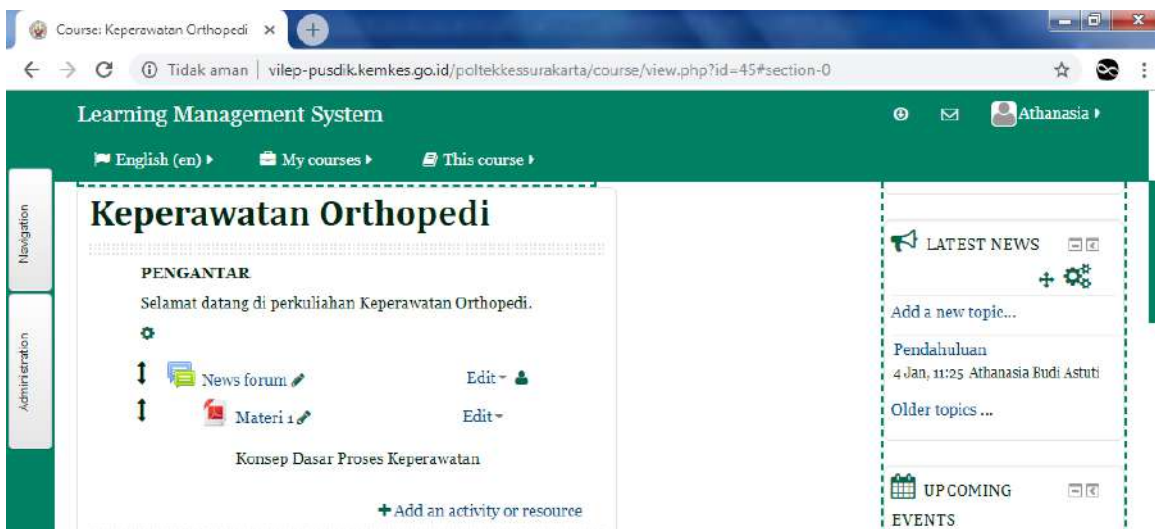 Course: Keperawatan Orthopedi
Tidak aman | vilep-pusdik.kemkes.go.id/poltekkessurakarta/course/view.php?id=45#section-0
Learning Management System
Athanasia
English (en)
My courses
This course
Navigation
Administration
Keperawatan Orthopedi
PENGANTAR
Selamat datang di perkuliahan Keperawatan Orthopedi.
News forum
Edit
Materi 1
Edit
Konsep Dasar Proses Keperawatan
Add an activity or resource
LATEST NEWS
Add a new topic...
Pendahuluan
4 Jan, 11:25 Athanasia Budi Astuti
Older topics ...
UPCOMING
EVENTS